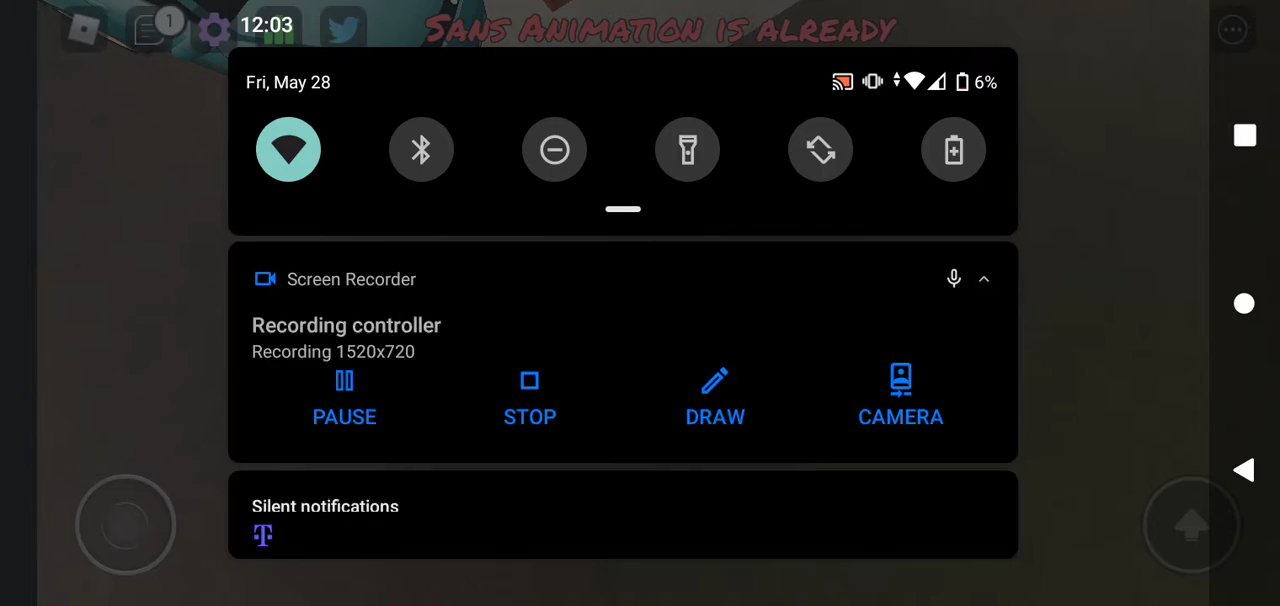 1
12:03
Sans Animation is already
Fri, May 28
6%
Screen Recorder
Recording controller
Recording 1520x720
PAUSE
STOP
DRAW
CAMERA
Silent notifications